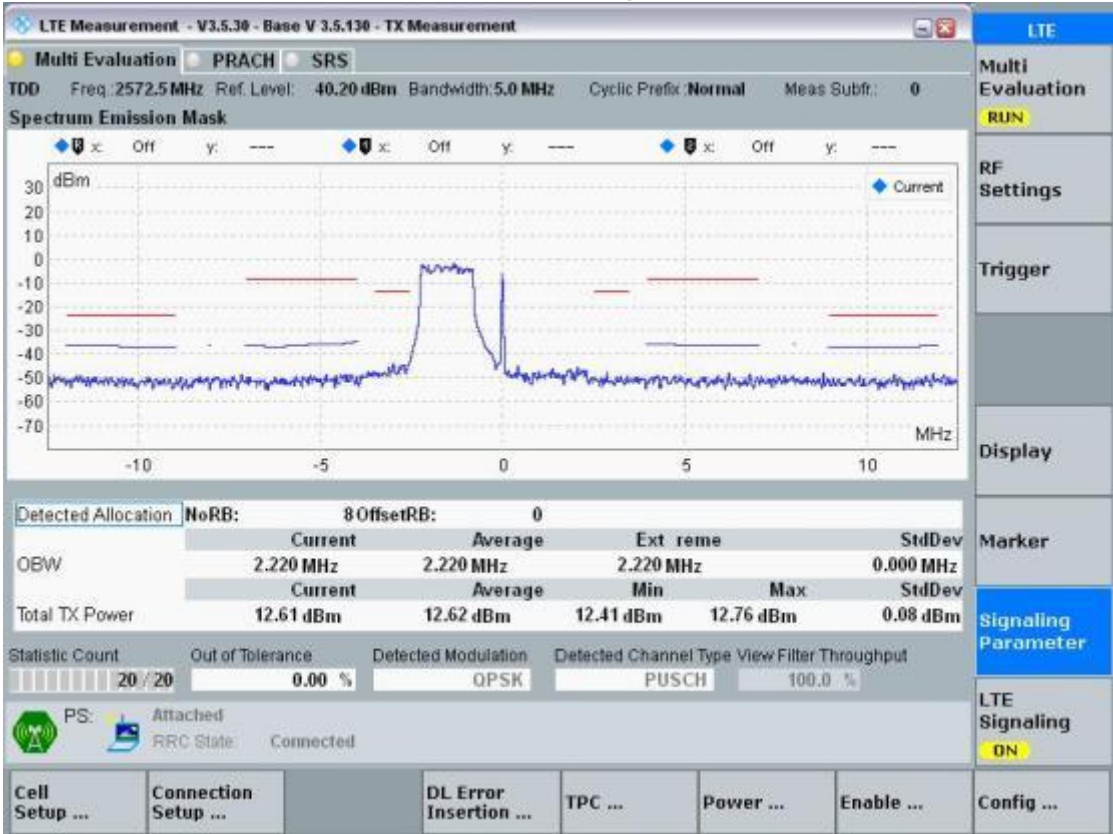 LTE Measurement - V3.5.30 - Base V 3.5.130 - TX Measurement
LTE
Multi Evaluation PRACH SRS
TDD Freq.:2572.5 MHz Ref. Level: 40.20 dBm Bandwidth: 5.0 MHz Cyclic Prefix :Normal Meas Subfr.: 0
Spectrum Emission Mask
x: Off y: --- x: Off y: --- x: Off y: ---
dBm
Current
30
20
10
0
-10
-20
-30
-40
-50
-60
-70
MHz
-10 -5 0 5 10
Detected Allocation NoRB: 8 OffsetRB: 0
Current Average Ext reme StdDev
OBW 2.220 MHz 2.220 MHz 2.220 MHz 0.000 MHz
Current Average Min Max StdDev
Total TX Power 12.61 dBm 12.62 dBm 12.41 dBm 12.76 dBm 0.08 dBm
Statistic Count Out of Tolerance Detected Modulation Detected Channel Type View Filter Throughput
20 / 20 0.00 % QPSK PUSCH 100.0 %
PS: Attached
RRC State: Connected
Multi
Evaluation
RUN
RF
Settings
Trigger
Display
Marker
Signaling
Parameter
LTE
Signaling
ON
Cell
Setup ...
Connection
Setup ...
DL Error
Insertion ...
TPC ...
Power ...
Enable ...
Config ...